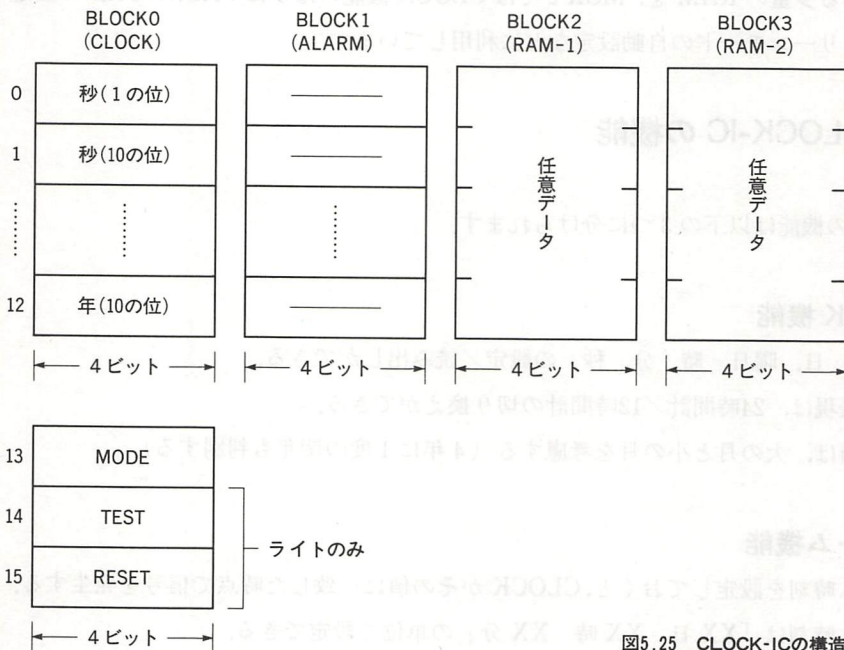 BLOCK0
(CLOCK)
BLOCK1
(ALARM)
BLOCK2
(RAM-1)
BLOCK3
(RAM-2)
0
秒(1の位)
1
秒(10の位)
12
年(10の位)
任意データ
任意データ
4ビット
4ビット
4ビット
4ビット
13
MODE
14
TEST
15
RESET
ライトのみ
4ビット
図5.25 CLOCK-ICの構造